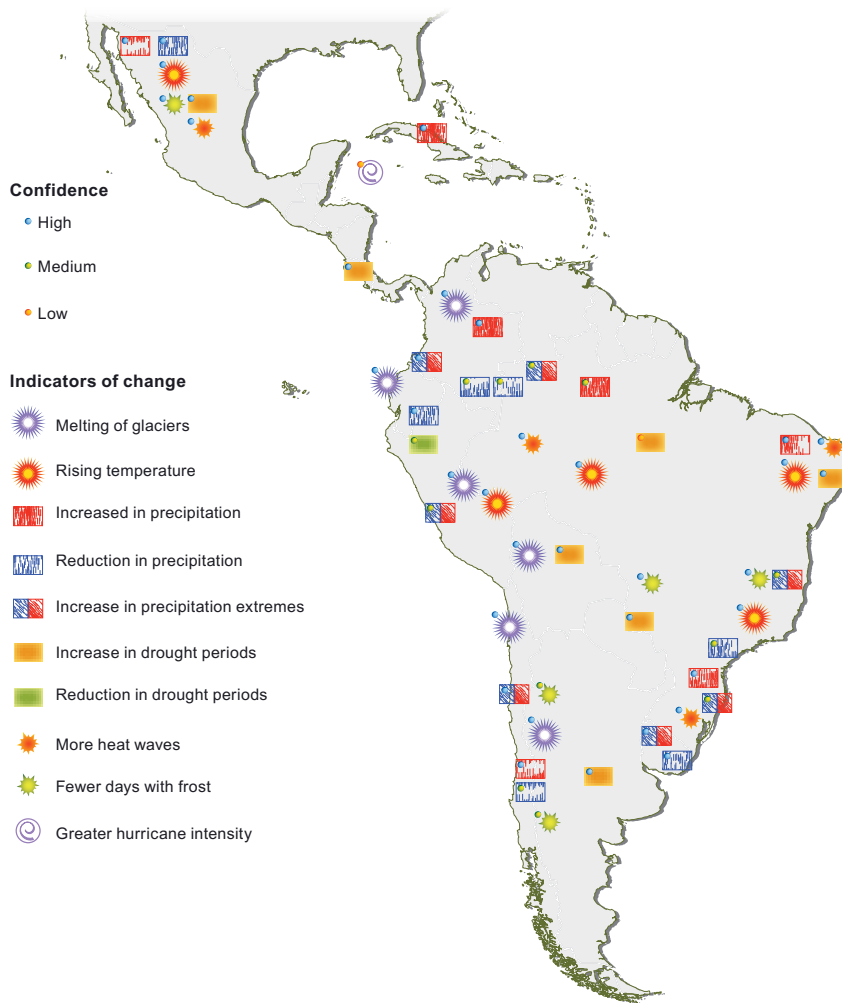 Confidence
High
Medium
Low
Indicators of change
Melting of glaciers
Rising temperature
Increased in precipitation
Reduction in precipitation
Increase in precipitation extremes
Increase in drought periods
Reduction in drought periods
More heat waves
Fewer days with frost
Greater hurricane intensity